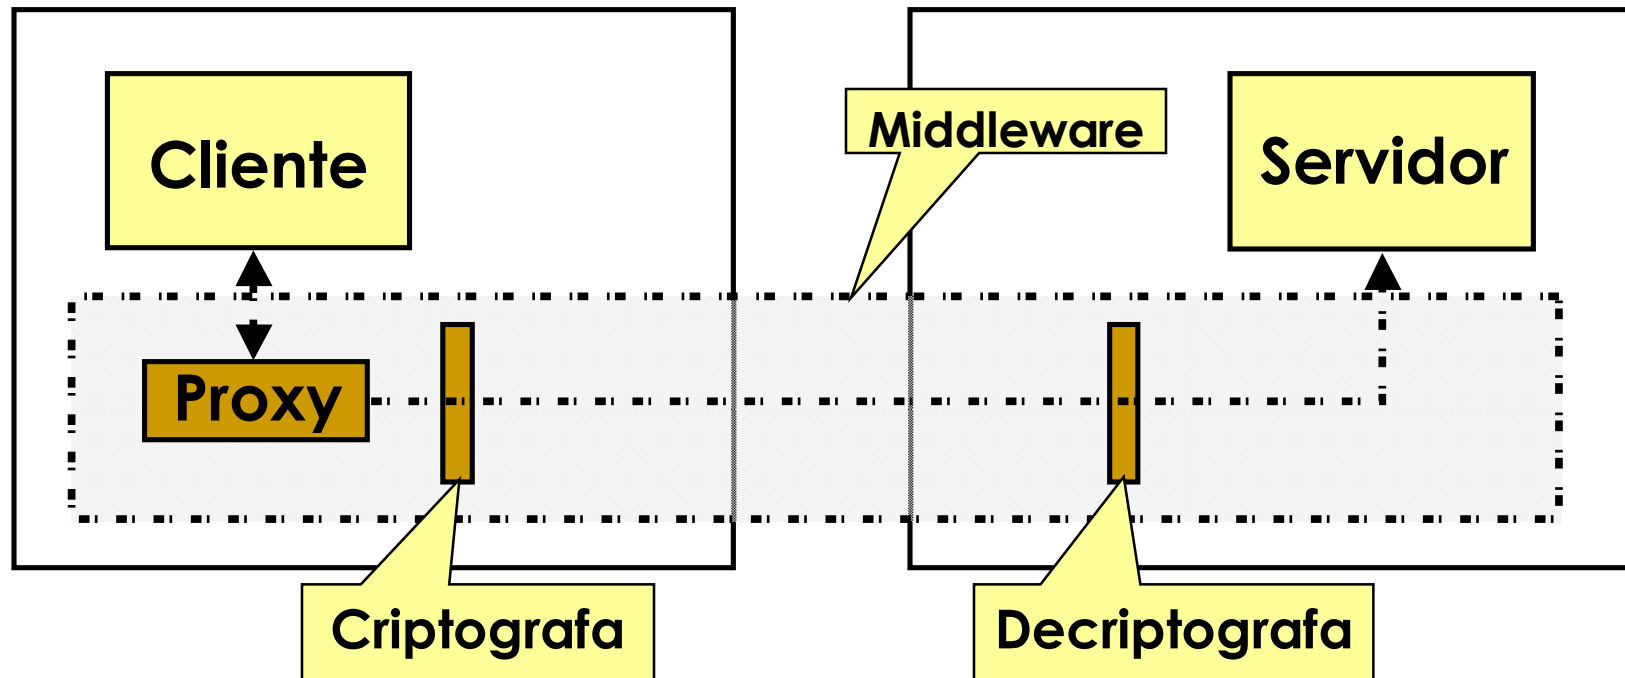 Cliente
Middleware
Servidor
Proxy
Criptografa
Decriptografa